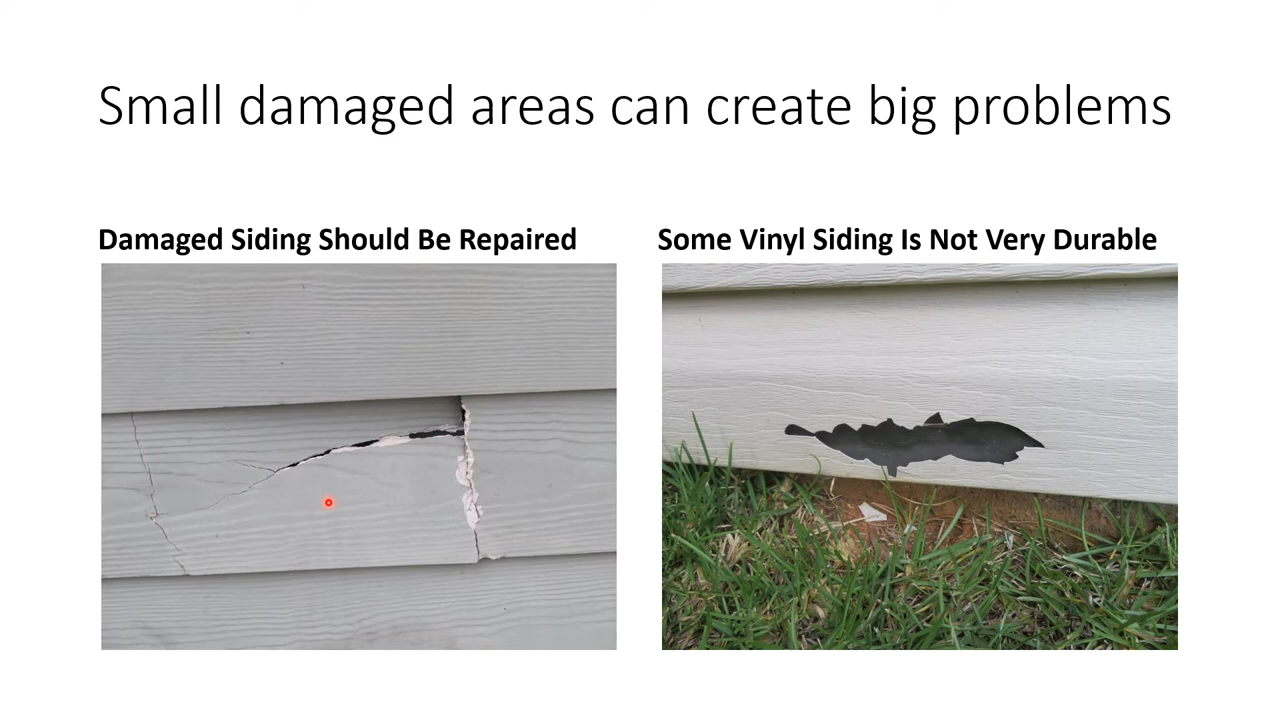 Small damaged areas can create big problems
Damaged Siding Should Be Repaired
Some Vinyl Siding Is Not Very Durable